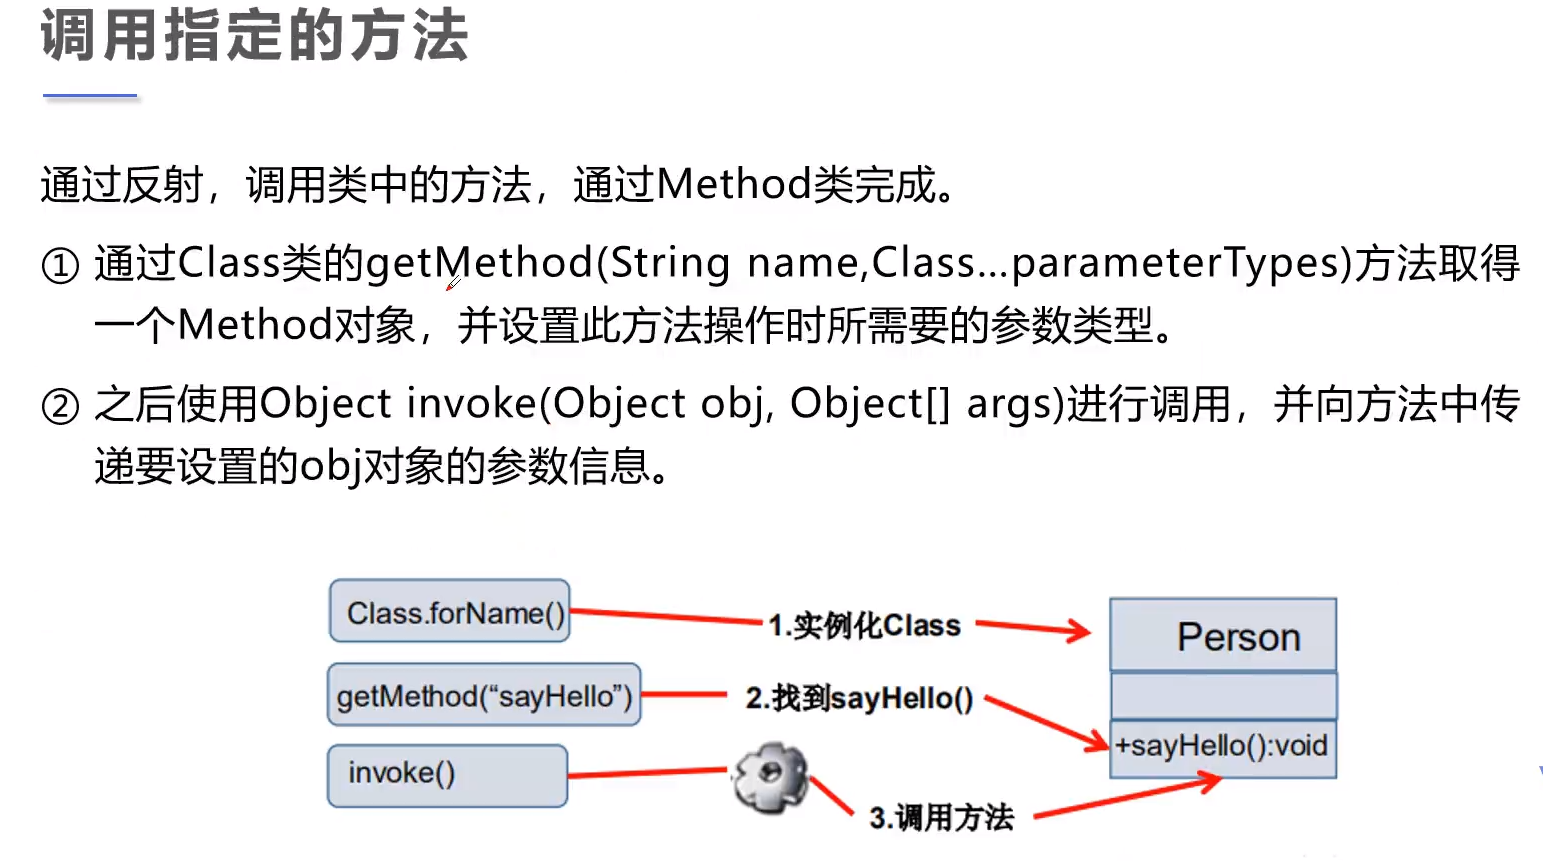 调用指定的方法
通过反射，调用类中的方法，通过Method类完成。
① 通过Class类的getMethod(String name,Class…parameterTypes)方法取得
一个Method对象，并设置此方法操作时所需要的参数类型。
② 之后使用Object invoke(Object obj, Object[] args)进行调用，并向方法中传
递要设置的obj对象的参数信息。
Class.forName()
1.实例化Class
Person
getMethod(“sayHello”)
2.找到sayHello()
+sayHello():void
invoke()
3.调用方法